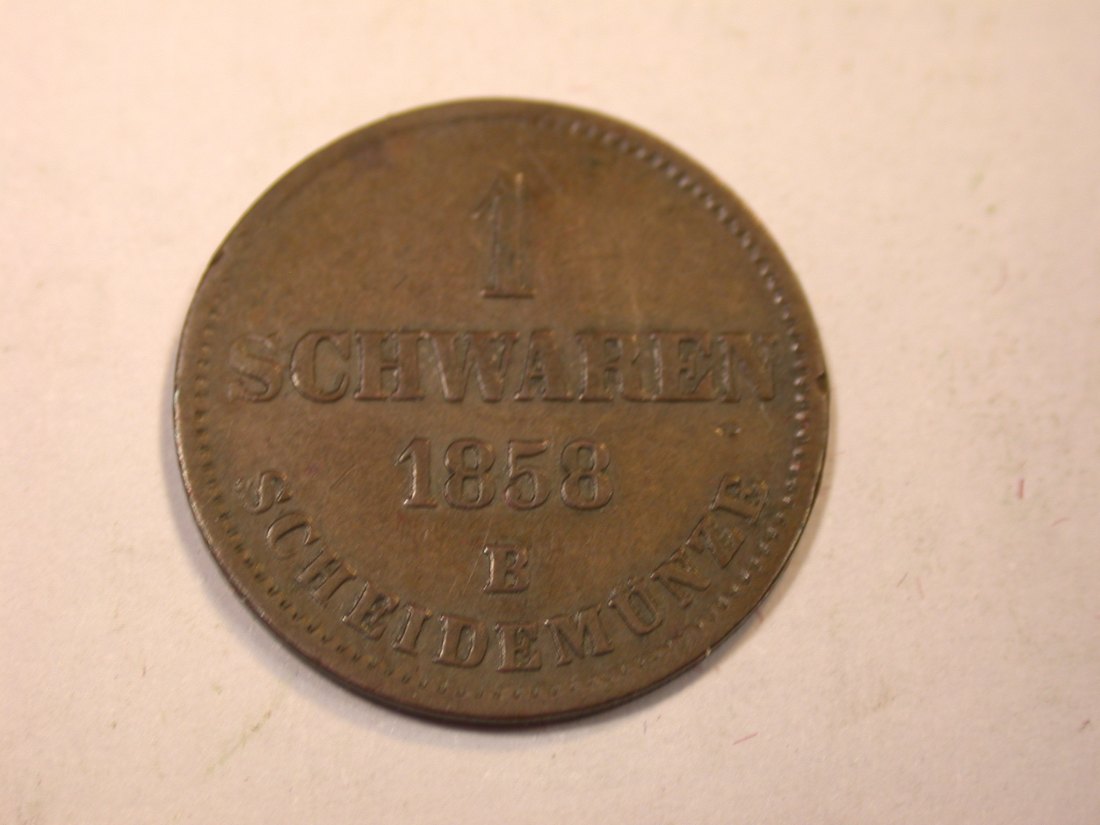 1
SCHWAREN
1858
B
SCHEIDEMÜNZE